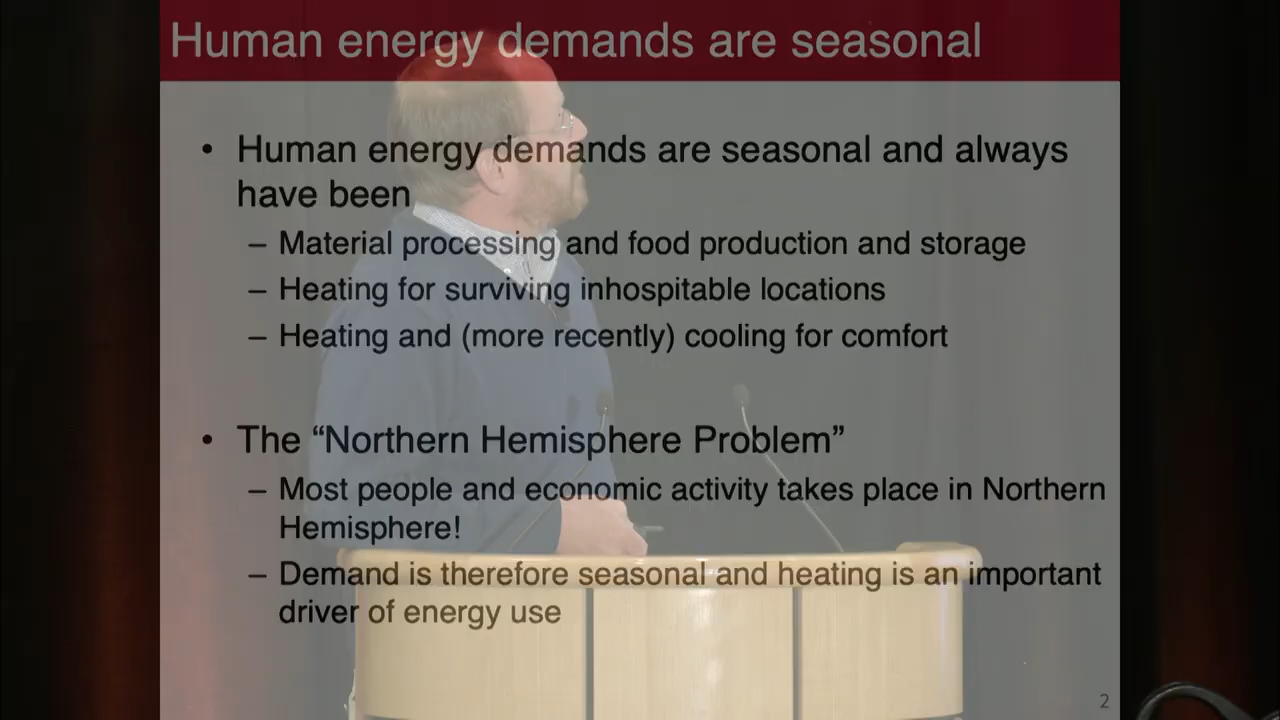 Human energy demands are seasonal
• Human energy demands are seasonal and always
have been
– Material processing and food production and storage
– Heating for surviving inhospitable locations
– Heating and (more recently) cooling for comfort
• The “Northern Hemisphere Problem”
– Most people and economic activity takes place in Northern
Hemisphere!
– Demand is therefore seasonal and heating is an important
driver of energy use
2